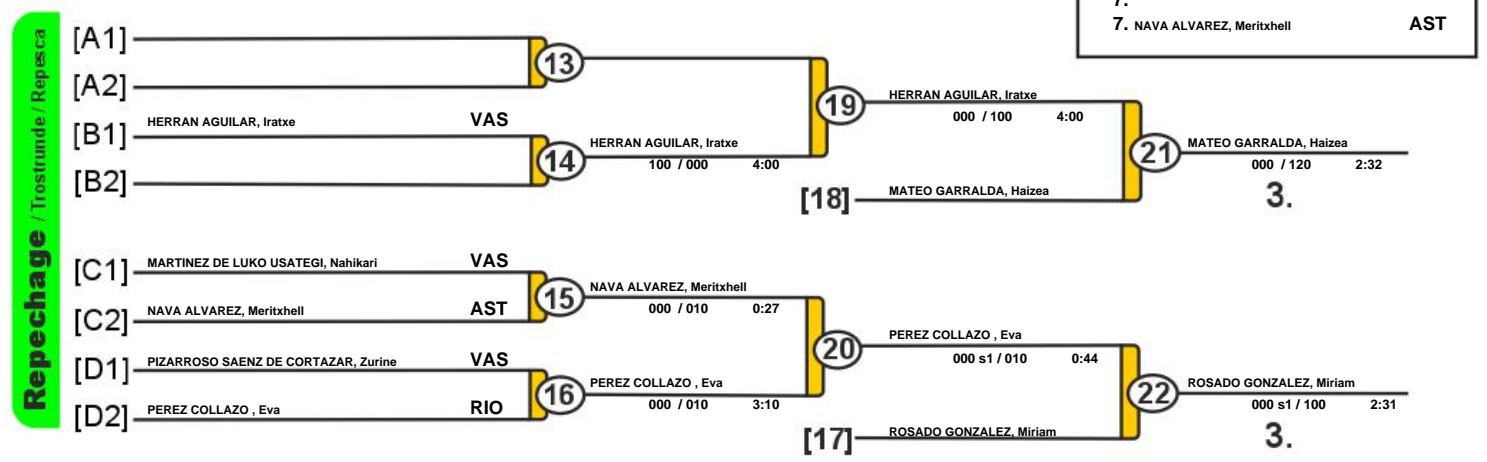 7.
7. NAVA ALVAREZ, Meritxhell AST
Repechage / Trostrunde / Repesca
[A1]
13
[A2]
19
HERRAN AGUILAR, Iratxe
000 / 100 4:00
[B1] HERRAN AGUILAR, Iratxe VAS
14
HERRAN AGUILAR, Iratxe
100 / 000 4:00
[B2]
21
MATEO GARRALDA, Haizea
000 / 120 2:32
3.
[18] MATEO GARRALDA, Haizea
[C1] MARTINEZ DE LUKO USATEGI, Nahikari VAS
15
NAVA ALVAREZ, Meritxhell
000 / 010 0:27
[C2] NAVA ALVAREZ, Meritxhell AST
20
PEREZ COLLAZO , Eva
000 s1 / 010 0:44
[D1] PIZARROSO SAENZ DE CORTAZAR, Zurine VAS
16
PEREZ COLLAZO , Eva
000 / 010 3:10
[D2] PEREZ COLLAZO , Eva RIO
22
ROSADO GONZALEZ, Miriam
000 s1 / 100 2:31
3.
[17] ROSADO GONZALEZ, Miriam